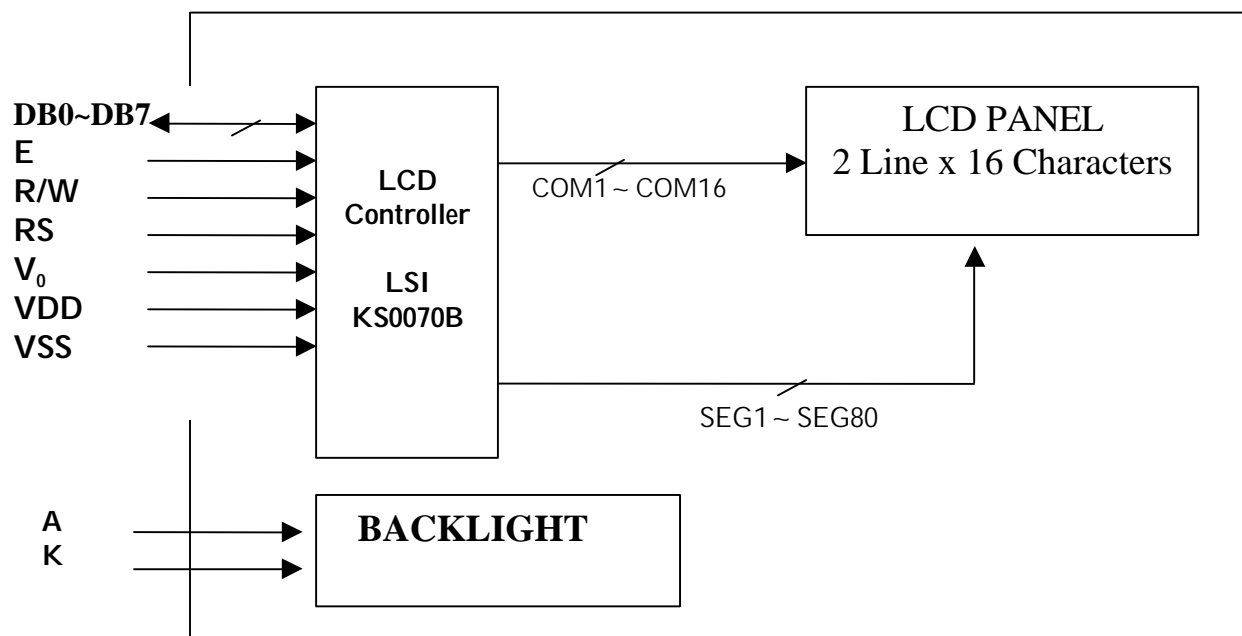 DB0~DB7
E
R/W
RS
V₀
VDD
VSS
LCD
Controller
LSI
KS0070B
COM1 ~ COM16
LCD PANEL
2 Line x 16 Characters
SEG1 ~ SEG80
A
K
BACKLIGHT